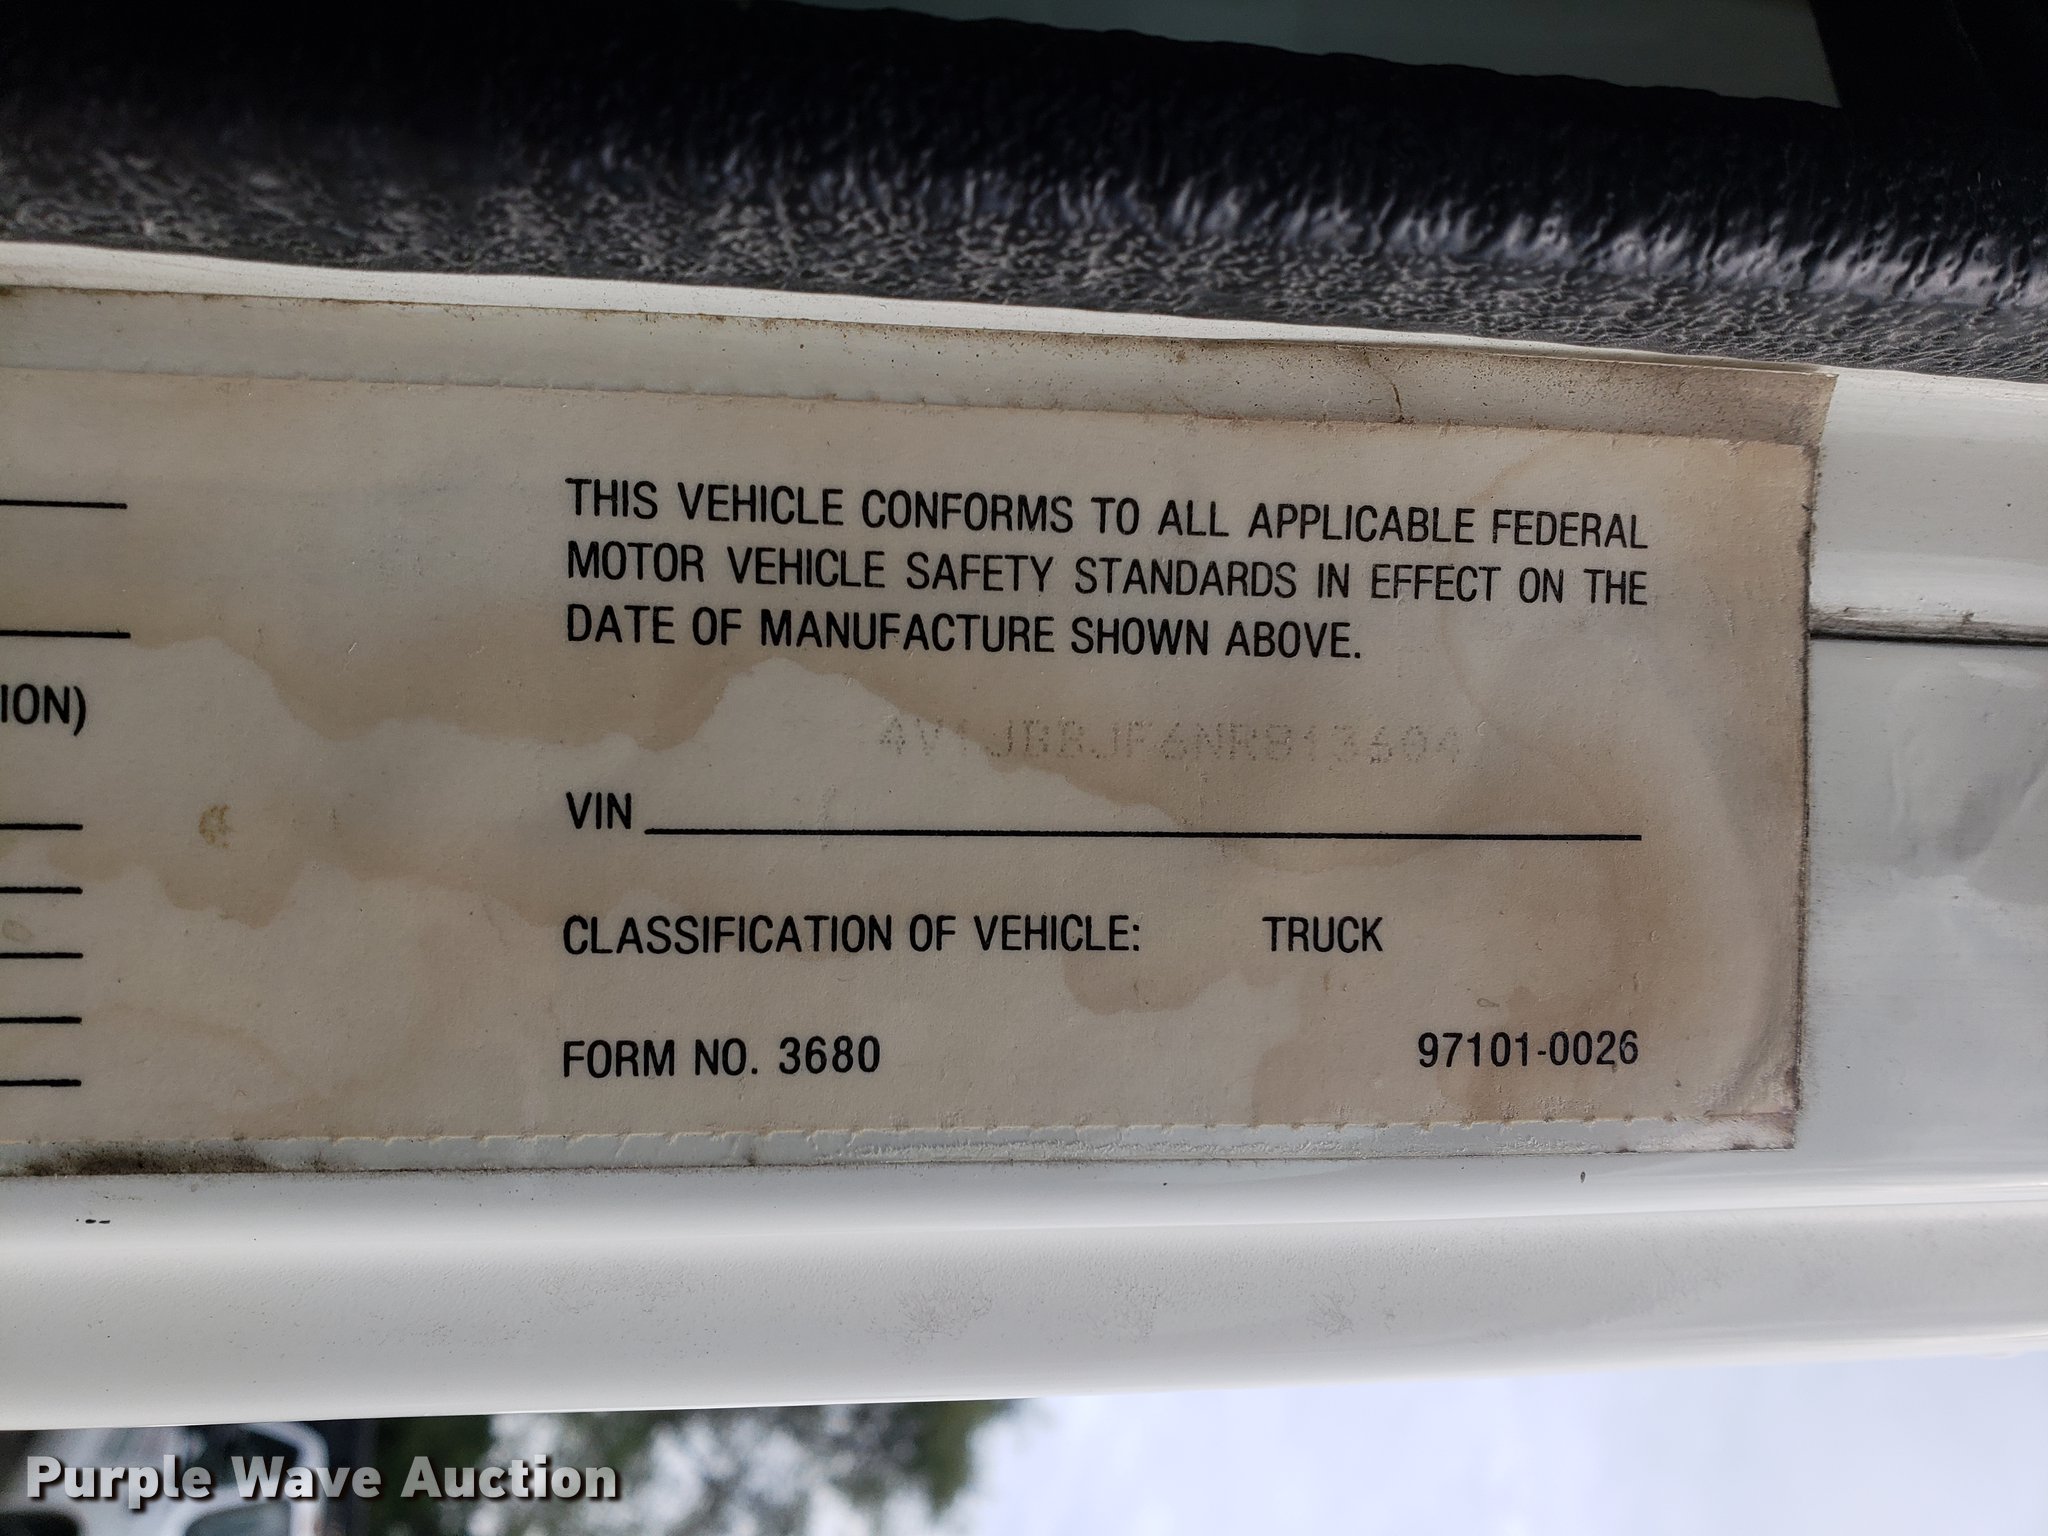 THIS VEHICLE CONFORMS TO ALL APPLICABLE FEDERAL
MOTOR VEHICLE SAFETY STANDARDS IN EFFECT ON THE
DATE OF MANUFACTURE SHOWN ABOVE.
ION)
VIN
CLASSIFICATION OF VEHICLE: TRUCK
FORM NO. 3680 97101-0026
Purple Wave Auction